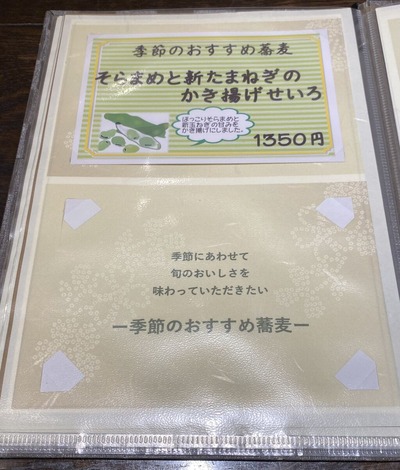 季節のおすすめ蕎麦
そらまめと新たまねぎの
かき揚げせいろ
ほっこりそらまめと
新玉ねぎの甘みを
かき揚げにしました。
1350円
季節にあわせて
旬のおいしさを
味わっていただきたい
ー季節のおすすめ蕎麦ー